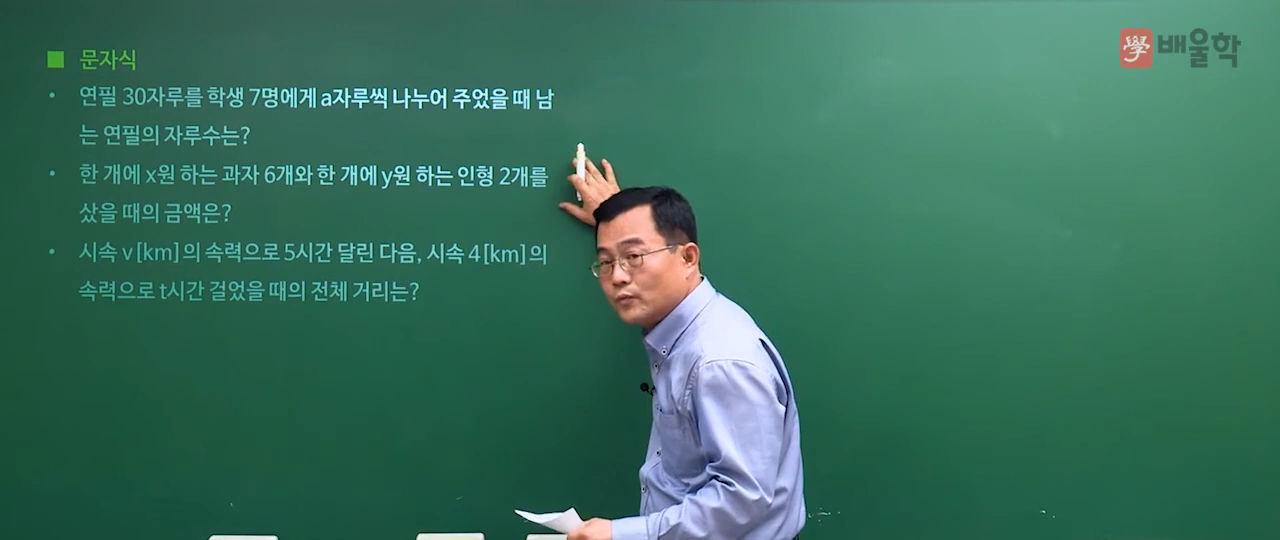 學 배울학
■ 문자식
• 연필 30자루를 학생 7명에게 a자루씩 나누어 주었을 때 남
는 연필의 자루수는?
• 한 개에 x원 하는 과자 6개와 한 개에 y원 하는 인형 2개를
샀을 때의 금액은?
• 시속 v[km]의 속력으로 5시간 달린 다음, 시속 4[km]의
속력으로 t시간 걸었을 때의 전체 거리는?